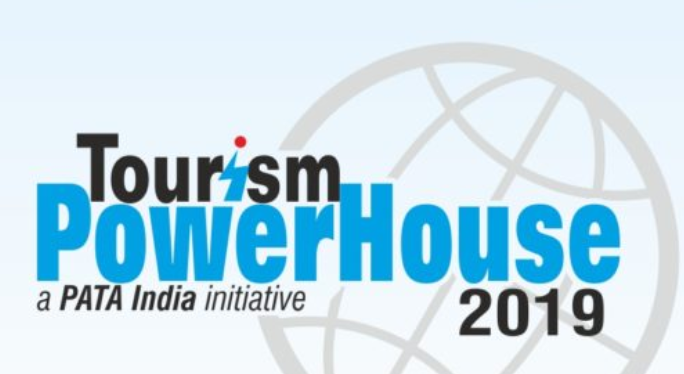 Tourism
PowerHouse
a PATA India initiative
2019